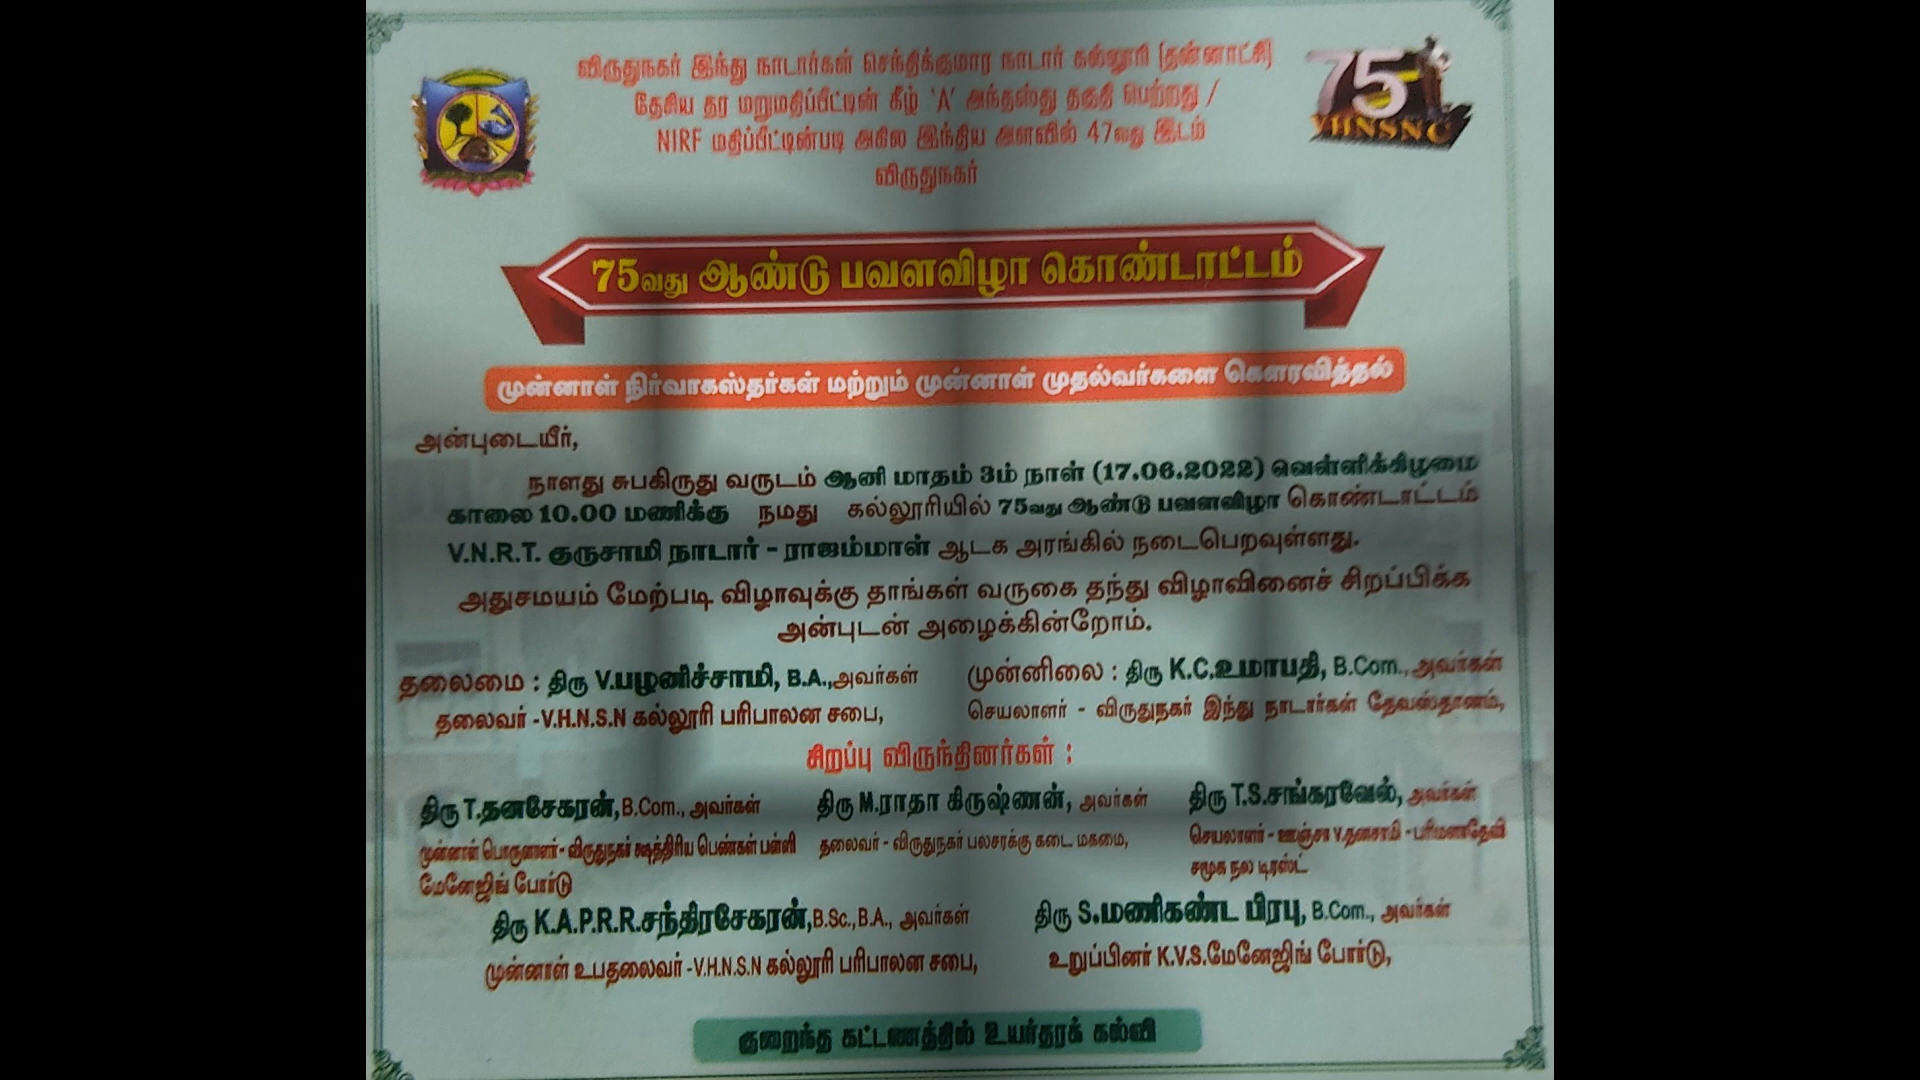 விருதுநகர் இந்து நாடார்கள் செந்திக்குமார நாடார் கல்லூரி (தன்னாட்சி)
தேசிய தர மறுமதிப்பீட்டின் கீழ் 'A' அந்தஸ்து தகுதி பெற்றது /
NIRF மதிப்பீட்டின்படி அகில இந்திய அளவில் 47வது இடம்
விருதுநகர்
75 VHNSNC
75வது ஆண்டு பவளவிழா கொண்டாட்டம்
முன்னாள் நிர்வாகஸ்தர்கள் மற்றும் முன்னாள் முதல்வர்களை கௌரவித்தல்
அன்புடையீர்,
நாளது சுபகிருது வருடம் ஆனி மாதம் 3ம் நாள் (17.06.2022) வெள்ளிக்கிழமை
காலை 10.00 மணிக்கு நமது கல்லூரியில் 75வது ஆண்டு பவளவிழா கொண்டாட்டம்
V.N.R.T. குருசாமி நாடார் - ராஜம்மாள் ஆடக அரங்கில் நடைபெறவுள்ளது.
அதுசமயம் மேற்படி விழாவுக்கு தாங்கள் வருகை தந்து விழாவினைச் சிறப்பிக்க
அன்புடன் அழைக்கின்றோம்.
தலைமை : திரு V.பழனிச்சாமி, B.A.,அவர்கள் முன்னிலை : திரு K.C.உமாபதி, B.Com., அவர்கள்
தலைவர் -V.H.N.S.N கல்லூரி பரிபாலன சபை, செயலாளர் - விருதுநகர் இந்து நாடார்கள் தேவஸ்தானம்,
சிறப்பு விருந்தினர்கள் :
திரு T.தனசேகரன், B.Com., அவர்கள் திரு M.ராதா கிருஷ்ணன், அவர்கள் திரு T.S.சங்கரவேல், அவர்கள்
முன்னாள் பொருளாளர் - விருதுநகர் க்ஷத்திரிய பெண்கள் பள்ளி தலைவர் - விருதுநகர் பலசரக்கு கடை மகமை, செயலாளர் - ஊஞ்சா V.தனசாமி - பரிமளாதேவி
மேனேஜிங் போர்டு சமூக நல டிரஸ்ட்
திரு K.A.P.R.R.சந்திரசேகரன்,B.Sc.,B.A., அவர்கள் திரு S.மணிகண்ட பிரபு, B.Com., அவர்கள்
முன்னாள் உபதலைவர் -V.H.N.S.N கல்லூரி பரிபாலன சபை, உறுப்பினர் K.V.S.மேனேஜிங் போர்டு,
குறைந்த கட்டணத்தில் உயர்தரக் கல்வி